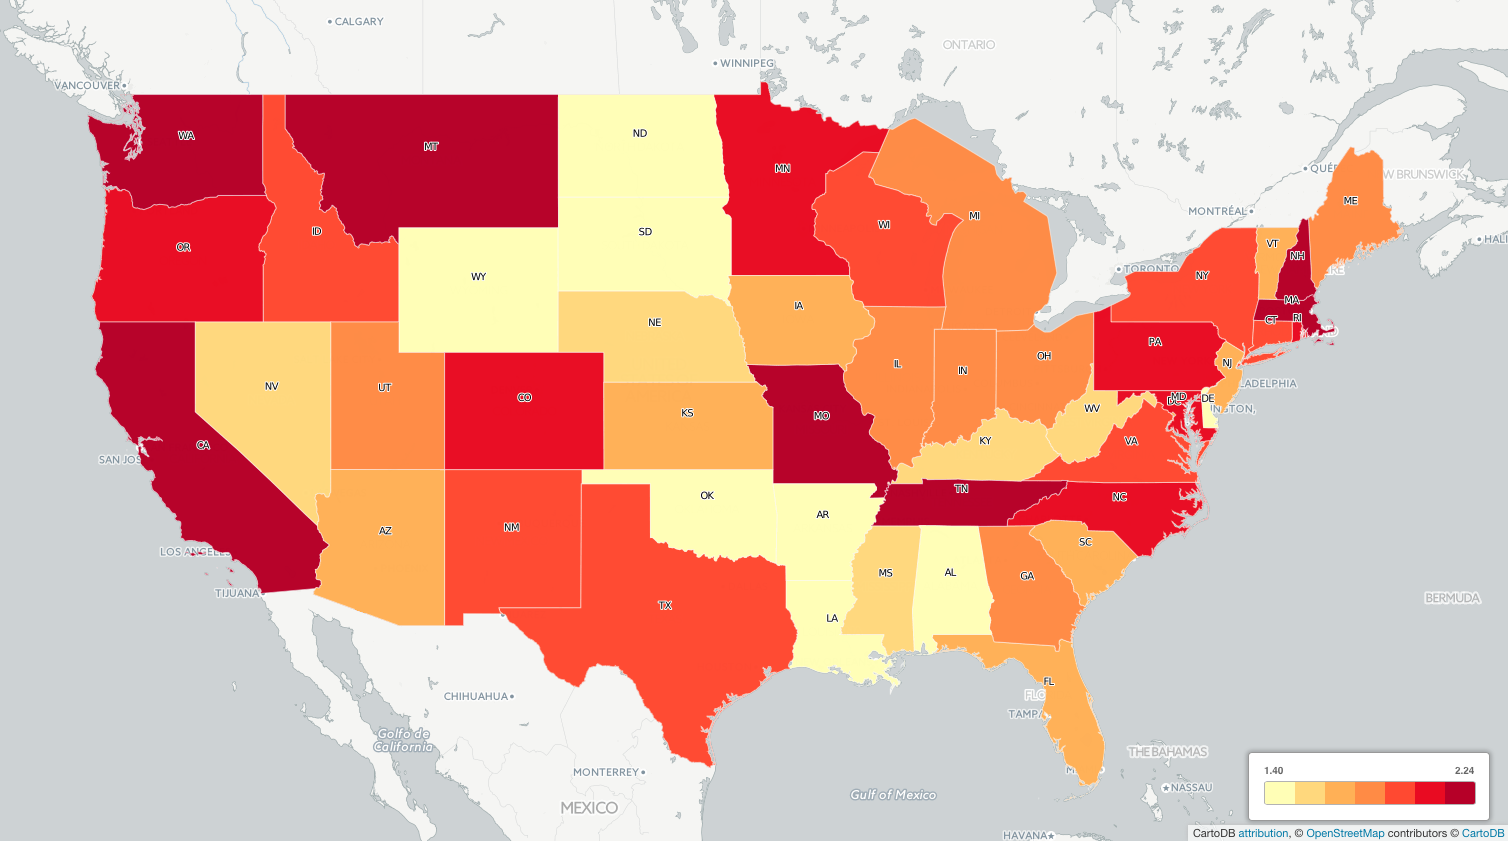 CALGARY
ONTARIO
WINNIPEG
VANCOUVER
WA
MT
ND
MN
QUÉ
W BRUNSWICK
ME
MONTRÉAL
HALI
OR
ID
SD
WI
MI
VT
NH
WY
TORONTO
NY
IA
MA
NE
CT
RI
PA
OH
IL
IN
NJ
NV
UT
CO
KS
MO
KY
WV
MD
DE
ADELPHIA
NGTON,
VA
CA
SAN JOS
OK
TN
NC
AR
AZ
NM
SC
LOS ANGELES
MS
AL
GA
TIJUANA
TX
LA
BERMUDA
FL
FLO
CHIHUAHUA
TAMPA
Golfo de
California
THE BAHAMAS
MONTERREY
1.40
2.24
Gulf of Mexico
NASSAU
MEXICO
HAVANA
CartoDB attribution, © OpenStreetMap contributors © CartoDB